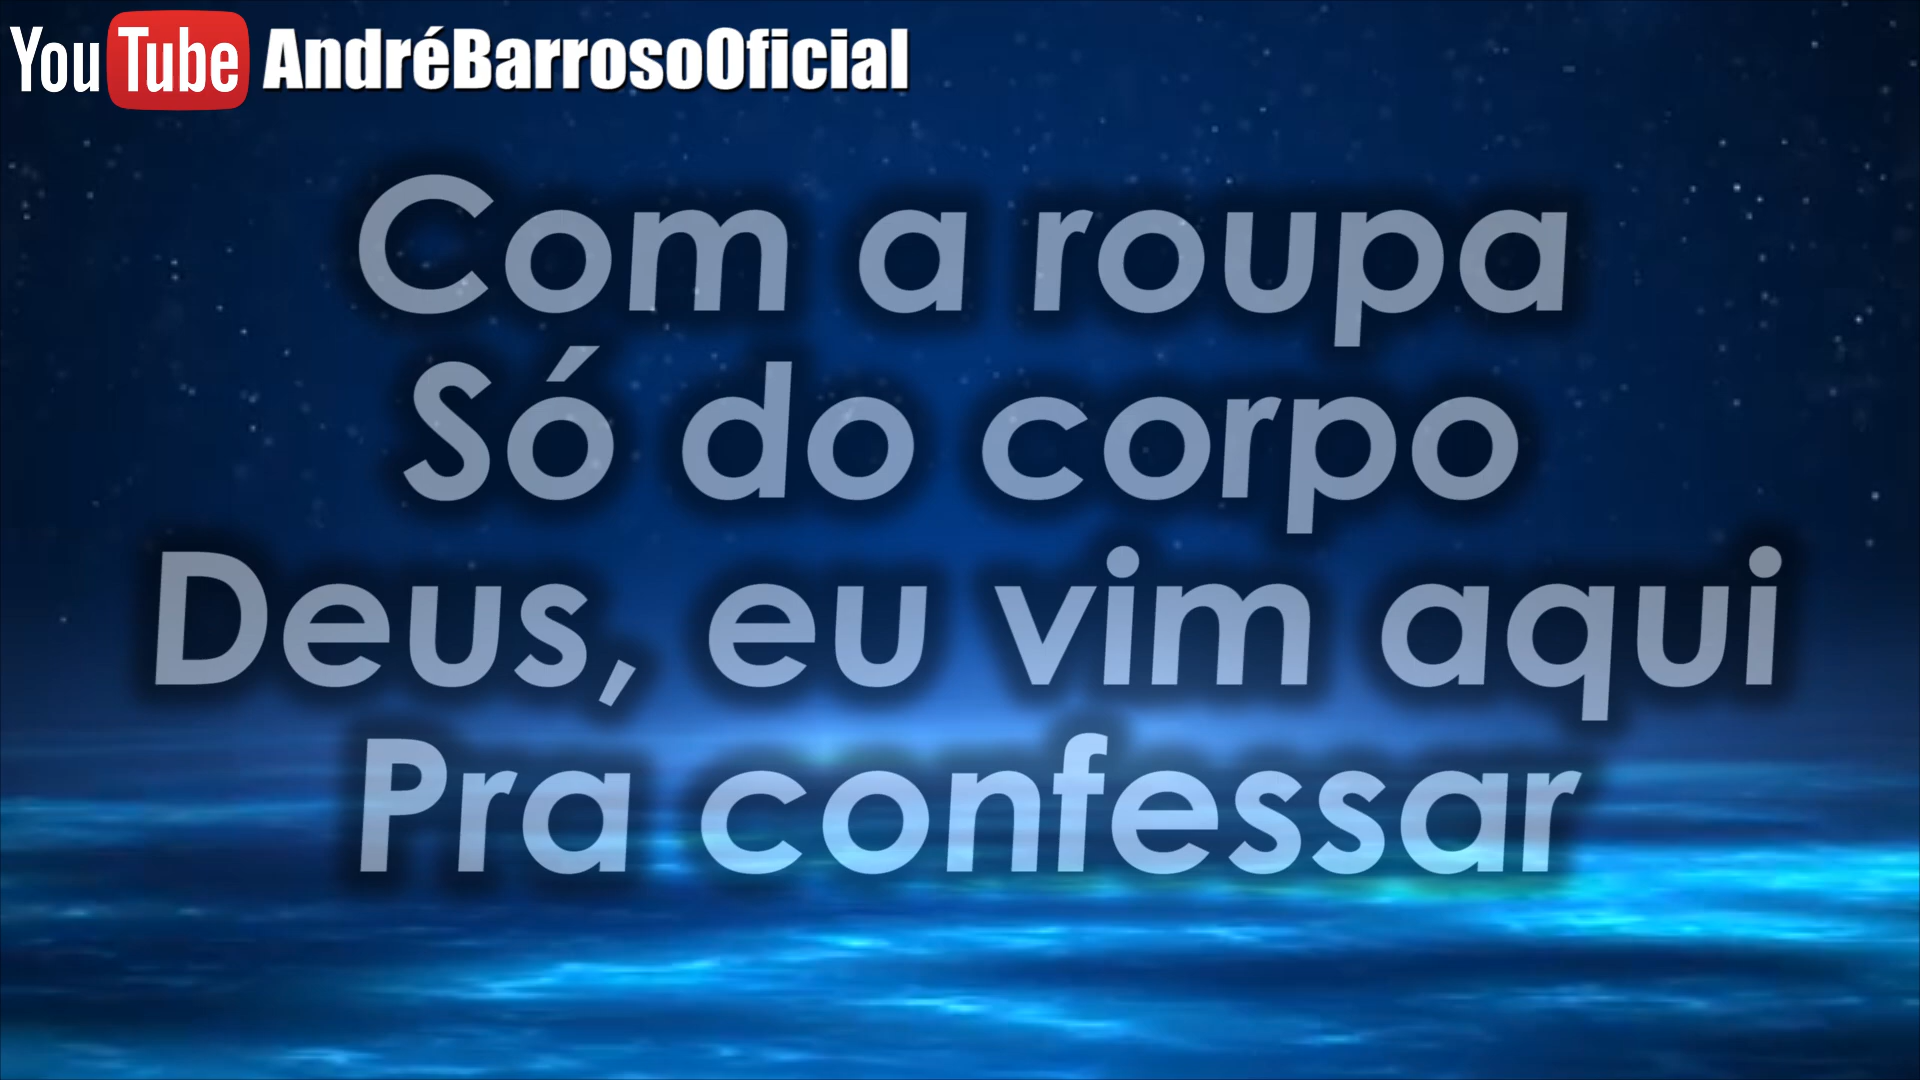 YouTube AndréBarrosoOficial
Com a roupa
Só do corpo
Deus, eu vim aqui
Pra confessar